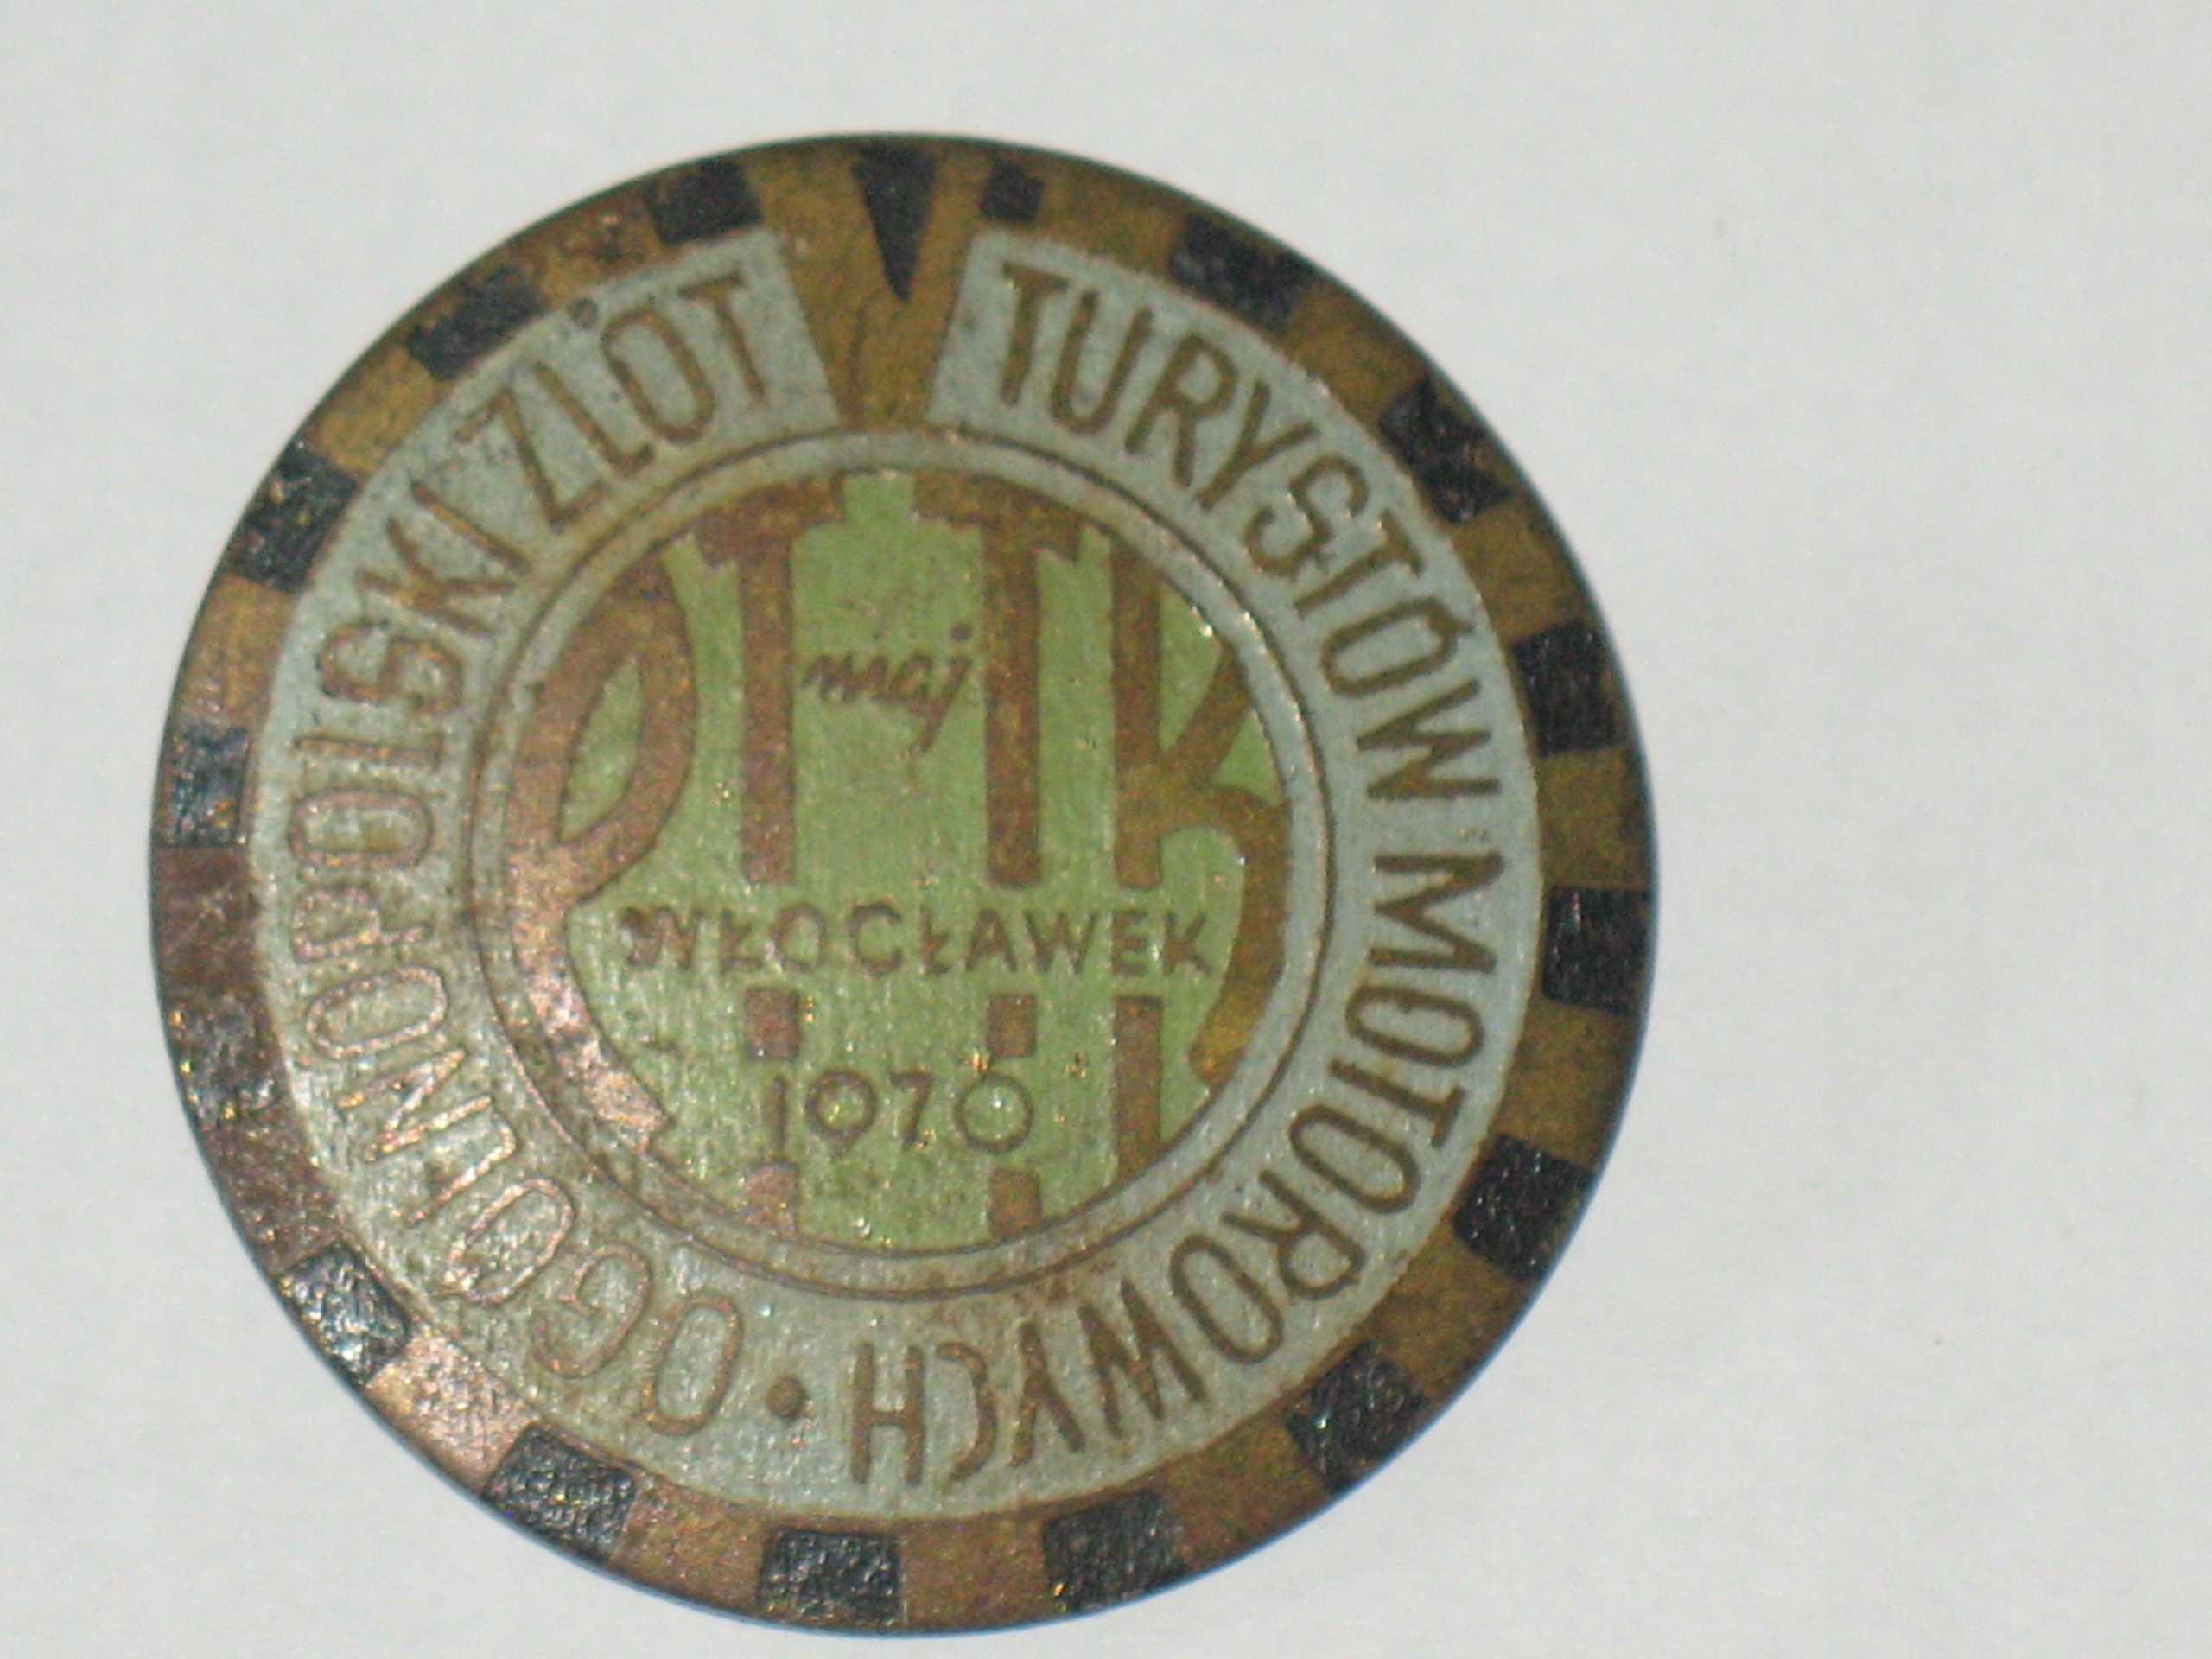 OGÓLNOPOLSKI ZLOT TURYSTÓW MOTOROWYCH •
PTTK
maj
WŁOCŁAWEK
1970